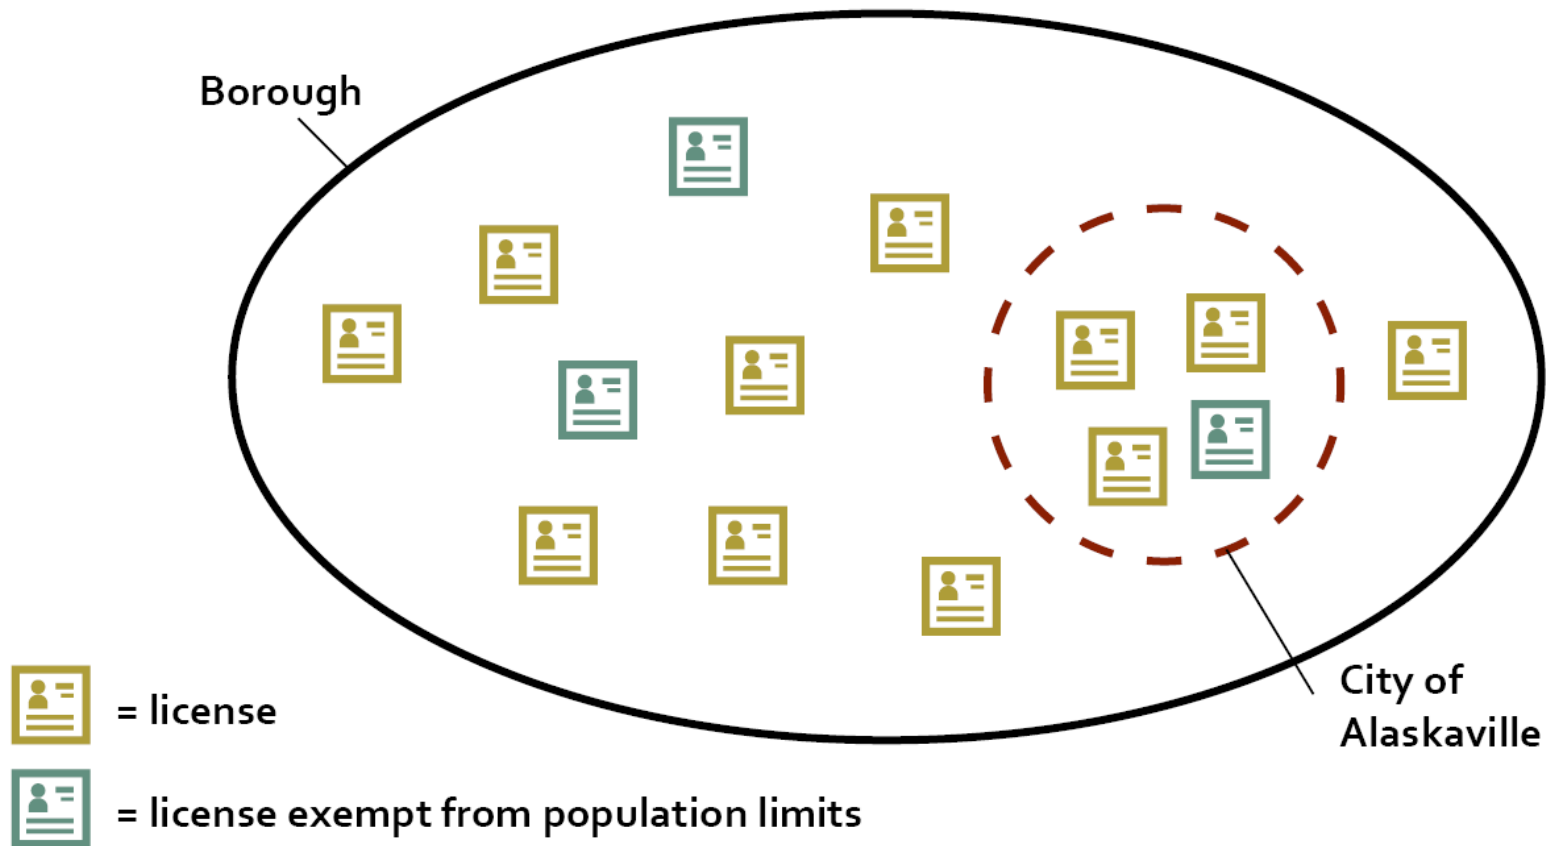 Borough
City of
Alaskaville
= license
= license exempt from population limits